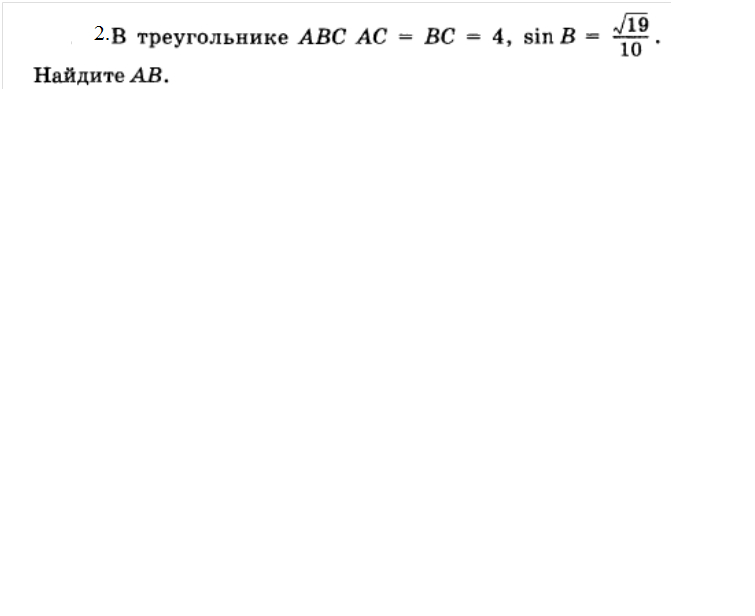 2.В треугольнике ABC AC = BC = 4, sin B = √19/10.
Найдите AB.